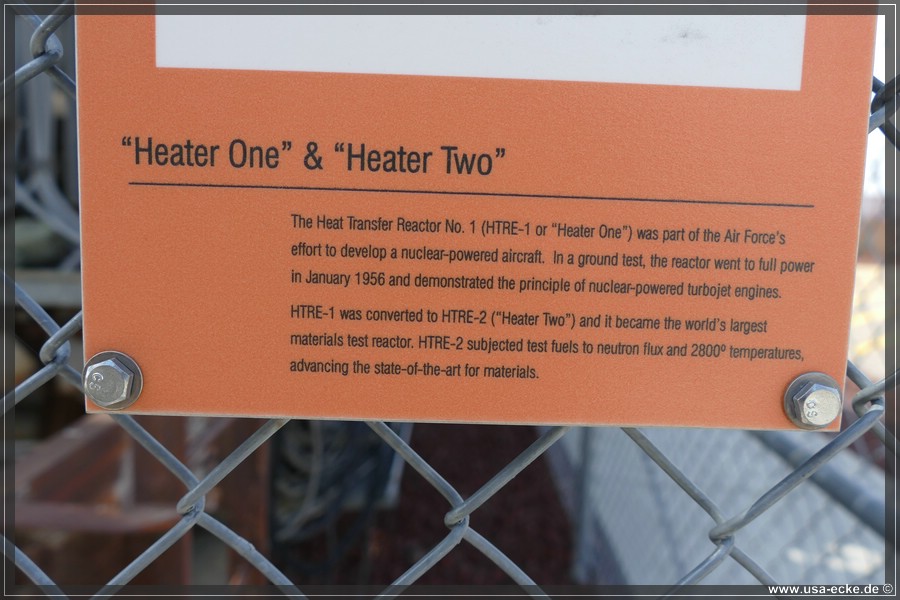 “Heater One” & “Heater Two”
The Heat Transfer Reactor No. 1 (HTRE-1 or “Heater One”) was part of the Air Force’s
effort to develop a nuclear-powered aircraft. In a ground test, the reactor went to full power
in January 1956 and demonstrated the principle of nuclear-powered turbojet engines.
HTRE-1 was converted to HTRE-2 (“Heater Two”) and it became the world’s largest
materials test reactor. HTRE-2 subjected test fuels to neutron flux and 2800º temperatures,
advancing the state-of-the-art for materials.
www.usa-ecke.de ©